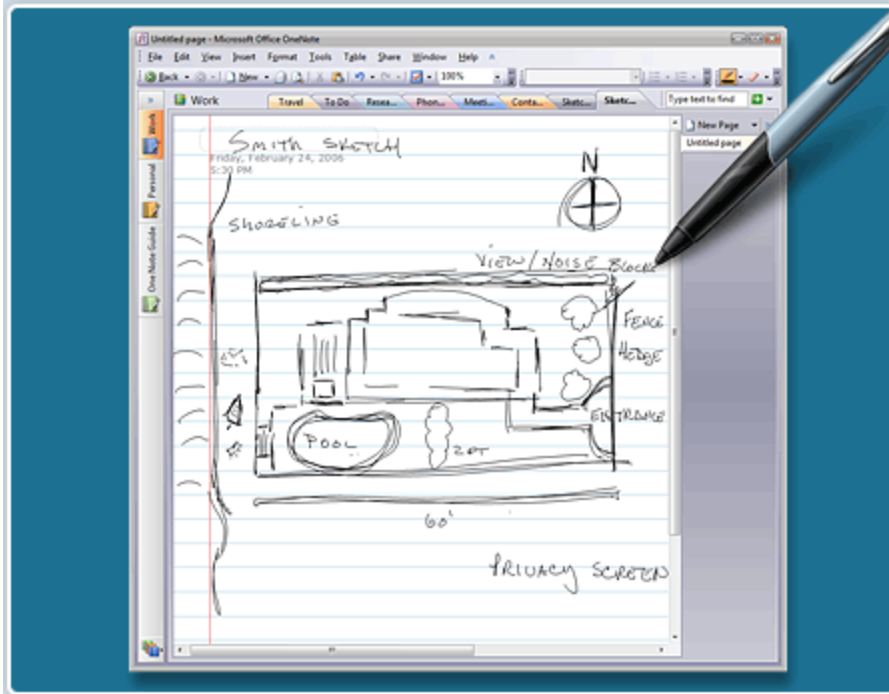 Untitled page - Microsoft Office OneNote
File Edit View Insert Format Tools Table Share Window Help
Back New 100%
Work Travel To Do Resea... Phon... Meeti... Conta... Sketc... Sketc... Type text to find
New Page
Untitled page
Work
Personal
One Note Guide
SMITH SKETCH
Friday, February 24, 2006
5:30 PM
N
SHORELING
VIEW/NOISE BLOCKS
FENCE
HEDGE
ENTRANCE
POOL
60'
PRIVACY SCREEN